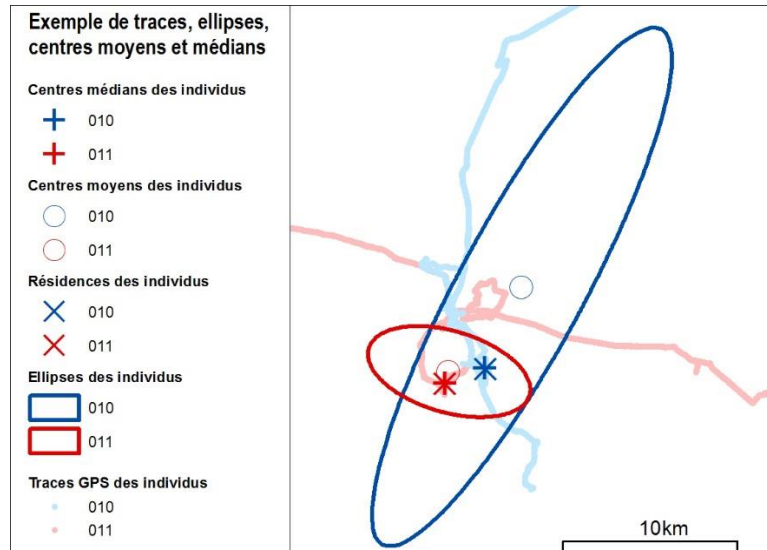 Exemple de traces, ellipses,
centres moyens et médians
Centres médians des individus
010
011
Centres moyens des individus
010
011
Résidences des individus
010
011
Ellipses des individus
010
011
Traces GPS des individus
010
011
10km